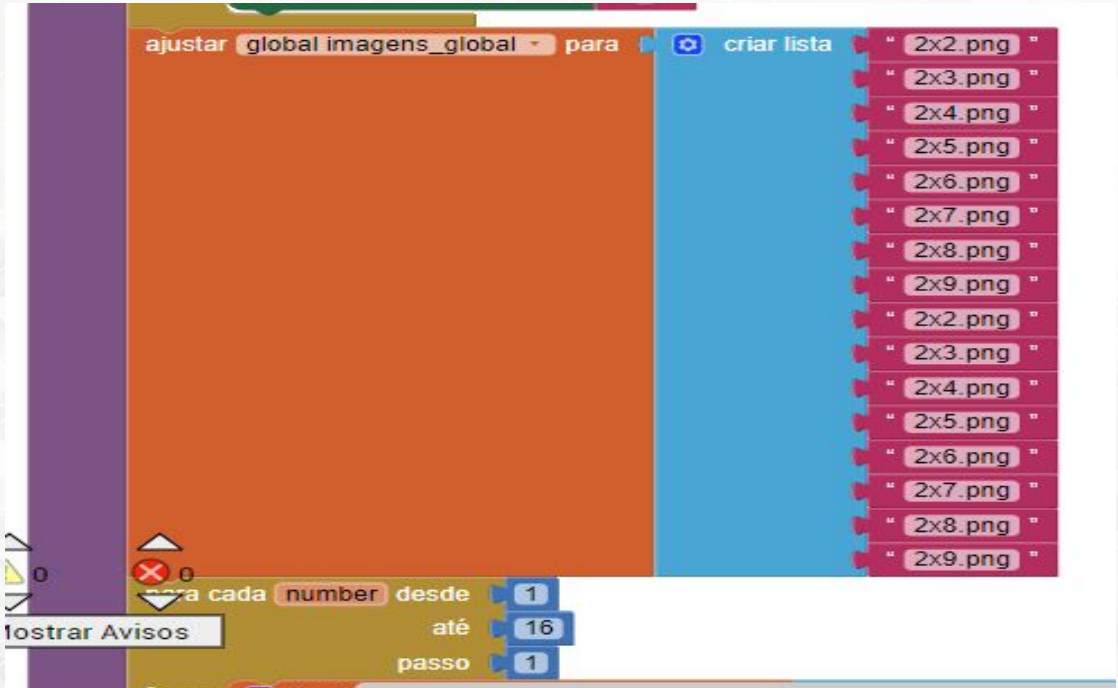 ajustar global imagens_global para criar lista " 2x2.png "
" 2x3.png "
" 2x4.png "
" 2x5.png "
" 2x6.png "
" 2x7.png "
" 2x8.png "
" 2x9.png "
" 2x2.png "
" 2x3.png "
" 2x4.png "
" 2x5.png "
" 2x6.png "
" 2x7.png "
" 2x8.png "
" 2x9.png "
0 0
cada number desde 1
Mostrar Avisos até 16
passo 1